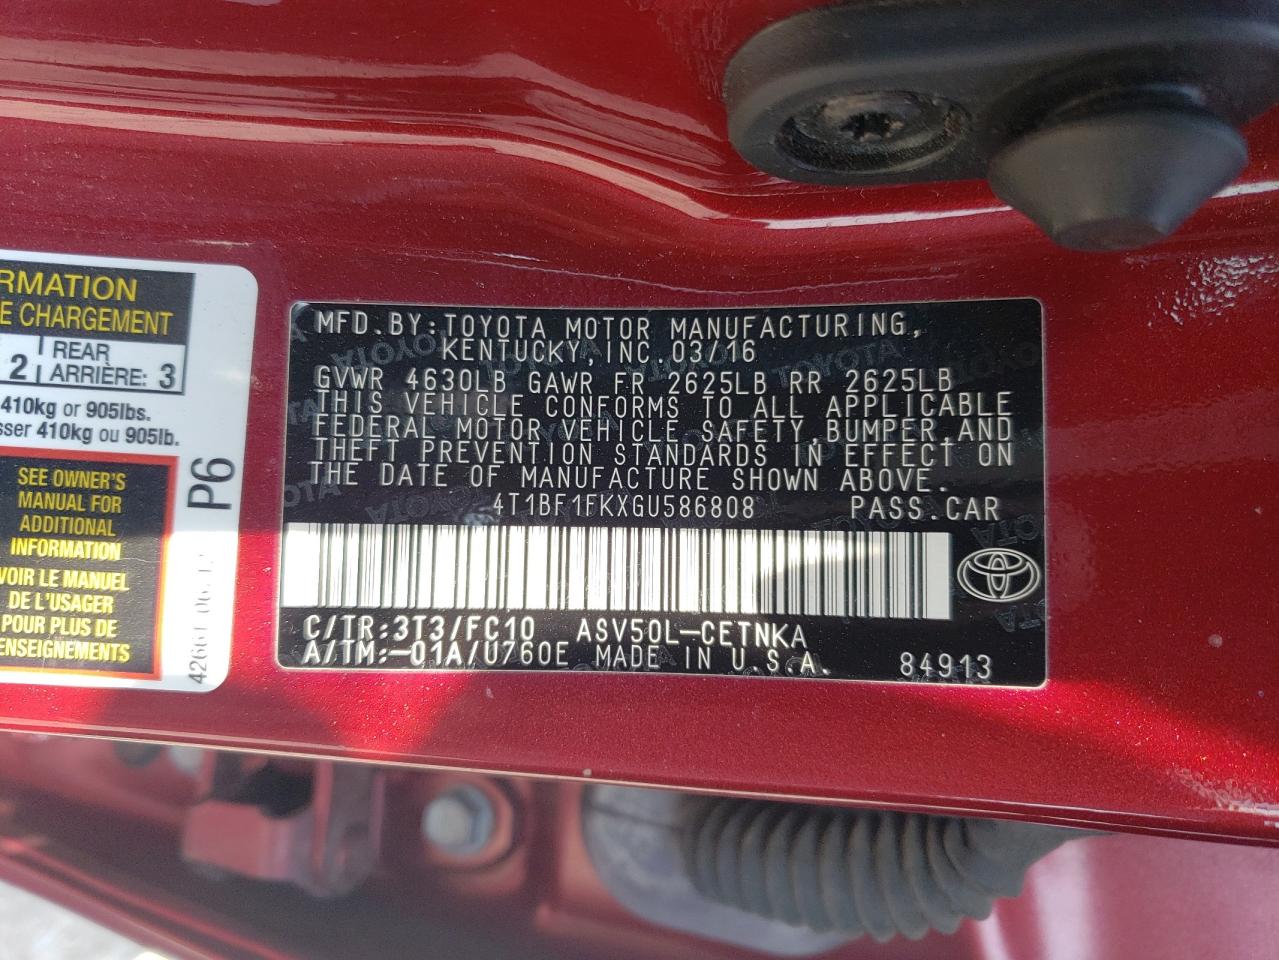 RMATION
E CHARGEMENT
2 REAR
ARRIÈRE: 3
410kg or 905lbs.
sser 410kg ou 905lb.
SEE OWNER'S
MANUAL FOR
ADDITIONAL
INFORMATION
VOIR LE MANUEL
DE L'USAGER
POUR PLUS DE
ENSEIGNEMENTS
P6
42661
MFD.BY:TOYOTA MOTOR MANUFACTURING,
KENTUCKY,INC. 03/16
GVWR 4630LB GAWR FR 2625LB RR 2625LB
THIS VEHICLE CONFORMS TO ALL APPLICABLE
FEDERAL MOTOR VEHICLE SAFETY,BUMPER,AND
THEFT PREVENTION STANDARDS IN EFFECT ON
THE DATE OF MANUFACTURE SHOWN ABOVE.
4T1BF1FKXGU586808 PASS.CAR
C/TR:3T3/FC10 ASV50L-CETNKA
A/TM:-01A/U760E MADE IN U.S.A. 84913